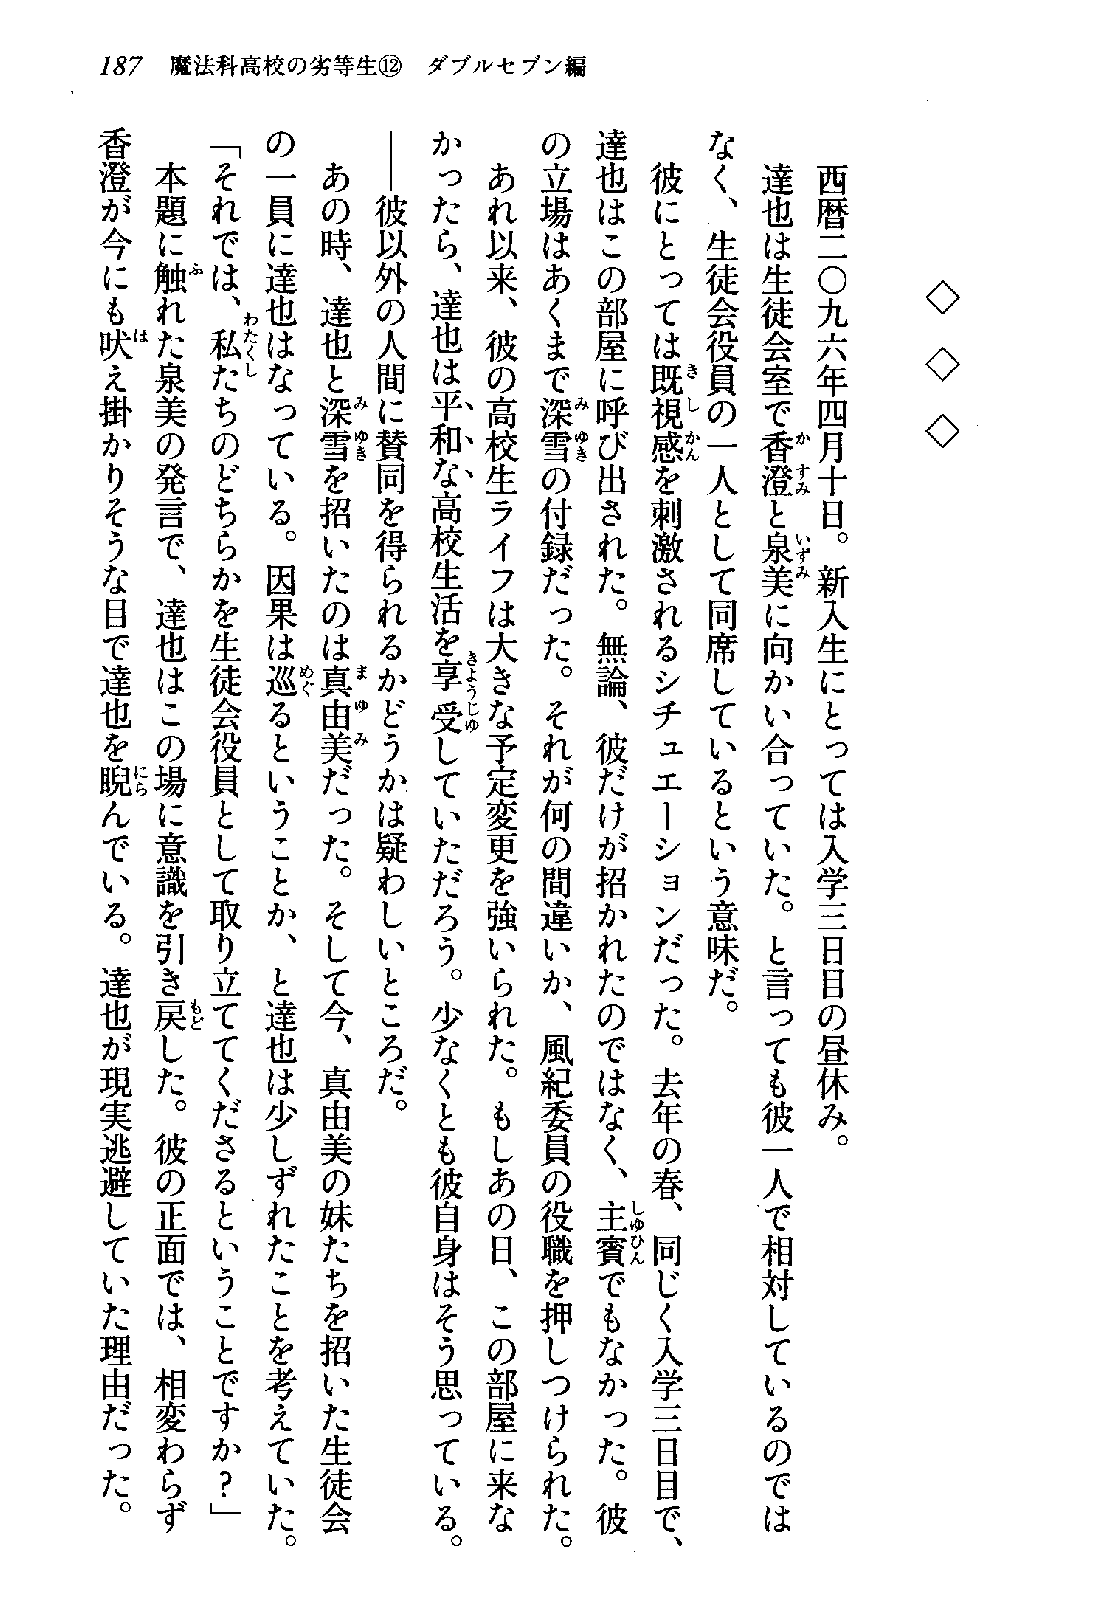 187　魔法科高校の劣等生⑫　ダブルセブン編
◇　◇　◇
　西暦二〇九六年四月十日。新入生にとっては入学三日目の昼休み。
　達也は生徒会室で香澄と泉美に向かい合っていた。と言っても彼一人で相対しているのでは
なく、生徒会役員の一人として同席しているという意味だ。
　彼にとっては既視感を刺激されるシチュエーションだった。去年の春、同じく入学三日目で、
達也はこの部屋に呼び出された。無論、彼だけが招かれたのではなく、主賓でもなかった。彼
の立場はあくまで深雪の付録だった。それが何の間違いか、風紀委員の役職を押しつけられた。
　あれ以来、彼の高校生ライフは大きな予定変更を強いられた。もしあの日、この部屋に来な
かったら、達也は平和な高校生活を享受していただろう。少なくとも彼自身はそう思っている。
――彼以外の人間に賛同を得られるかどうかは疑わしいところだ。
　あの時、達也と深雪を招いたのは真由美だった。そして今、真由美の妹たちを招いた生徒会
の一員に達也はなっている。因果は巡るということか、と達也は少しずれたことを考えていた。
「それでは、私たちのどちらかを生徒会役員として取り立ててくださるということですか？」
　本題に触れた泉美の発言で、達也はこの場に意識を引き戻した。彼の正面では、相変わらず
香澄が今にも吠え掛かりそうな目で達也を睨んでいる。達也が現実逃避していた理由だった。